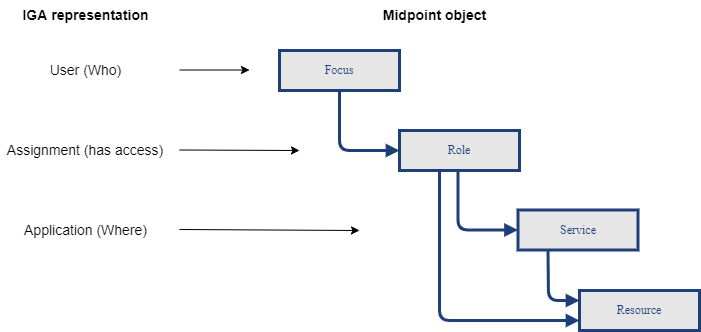 IGA representation
Midpoint object
User (Who)
Focus
Assignment (has access)
Role
Application (Where)
Service
Resource